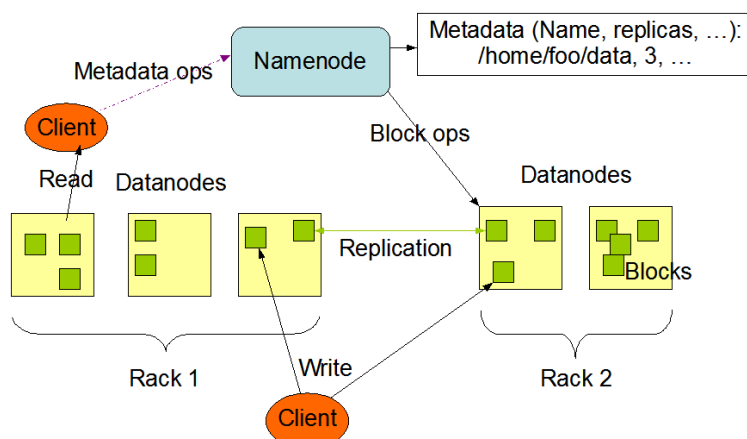 Metadata (Name, replicas, …):
/home/foo/data, 3, …
Namenode
Metadata ops
Client
Block ops
Read
Datanodes
Datanodes
Replication
Blocks
Rack 1
Write
Rack 2
Client